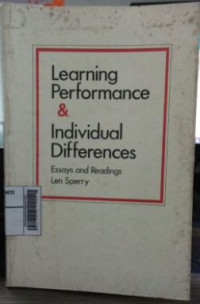 Learning
Performance
&
Individual
Differences
Essays and Readings
Len Sperry